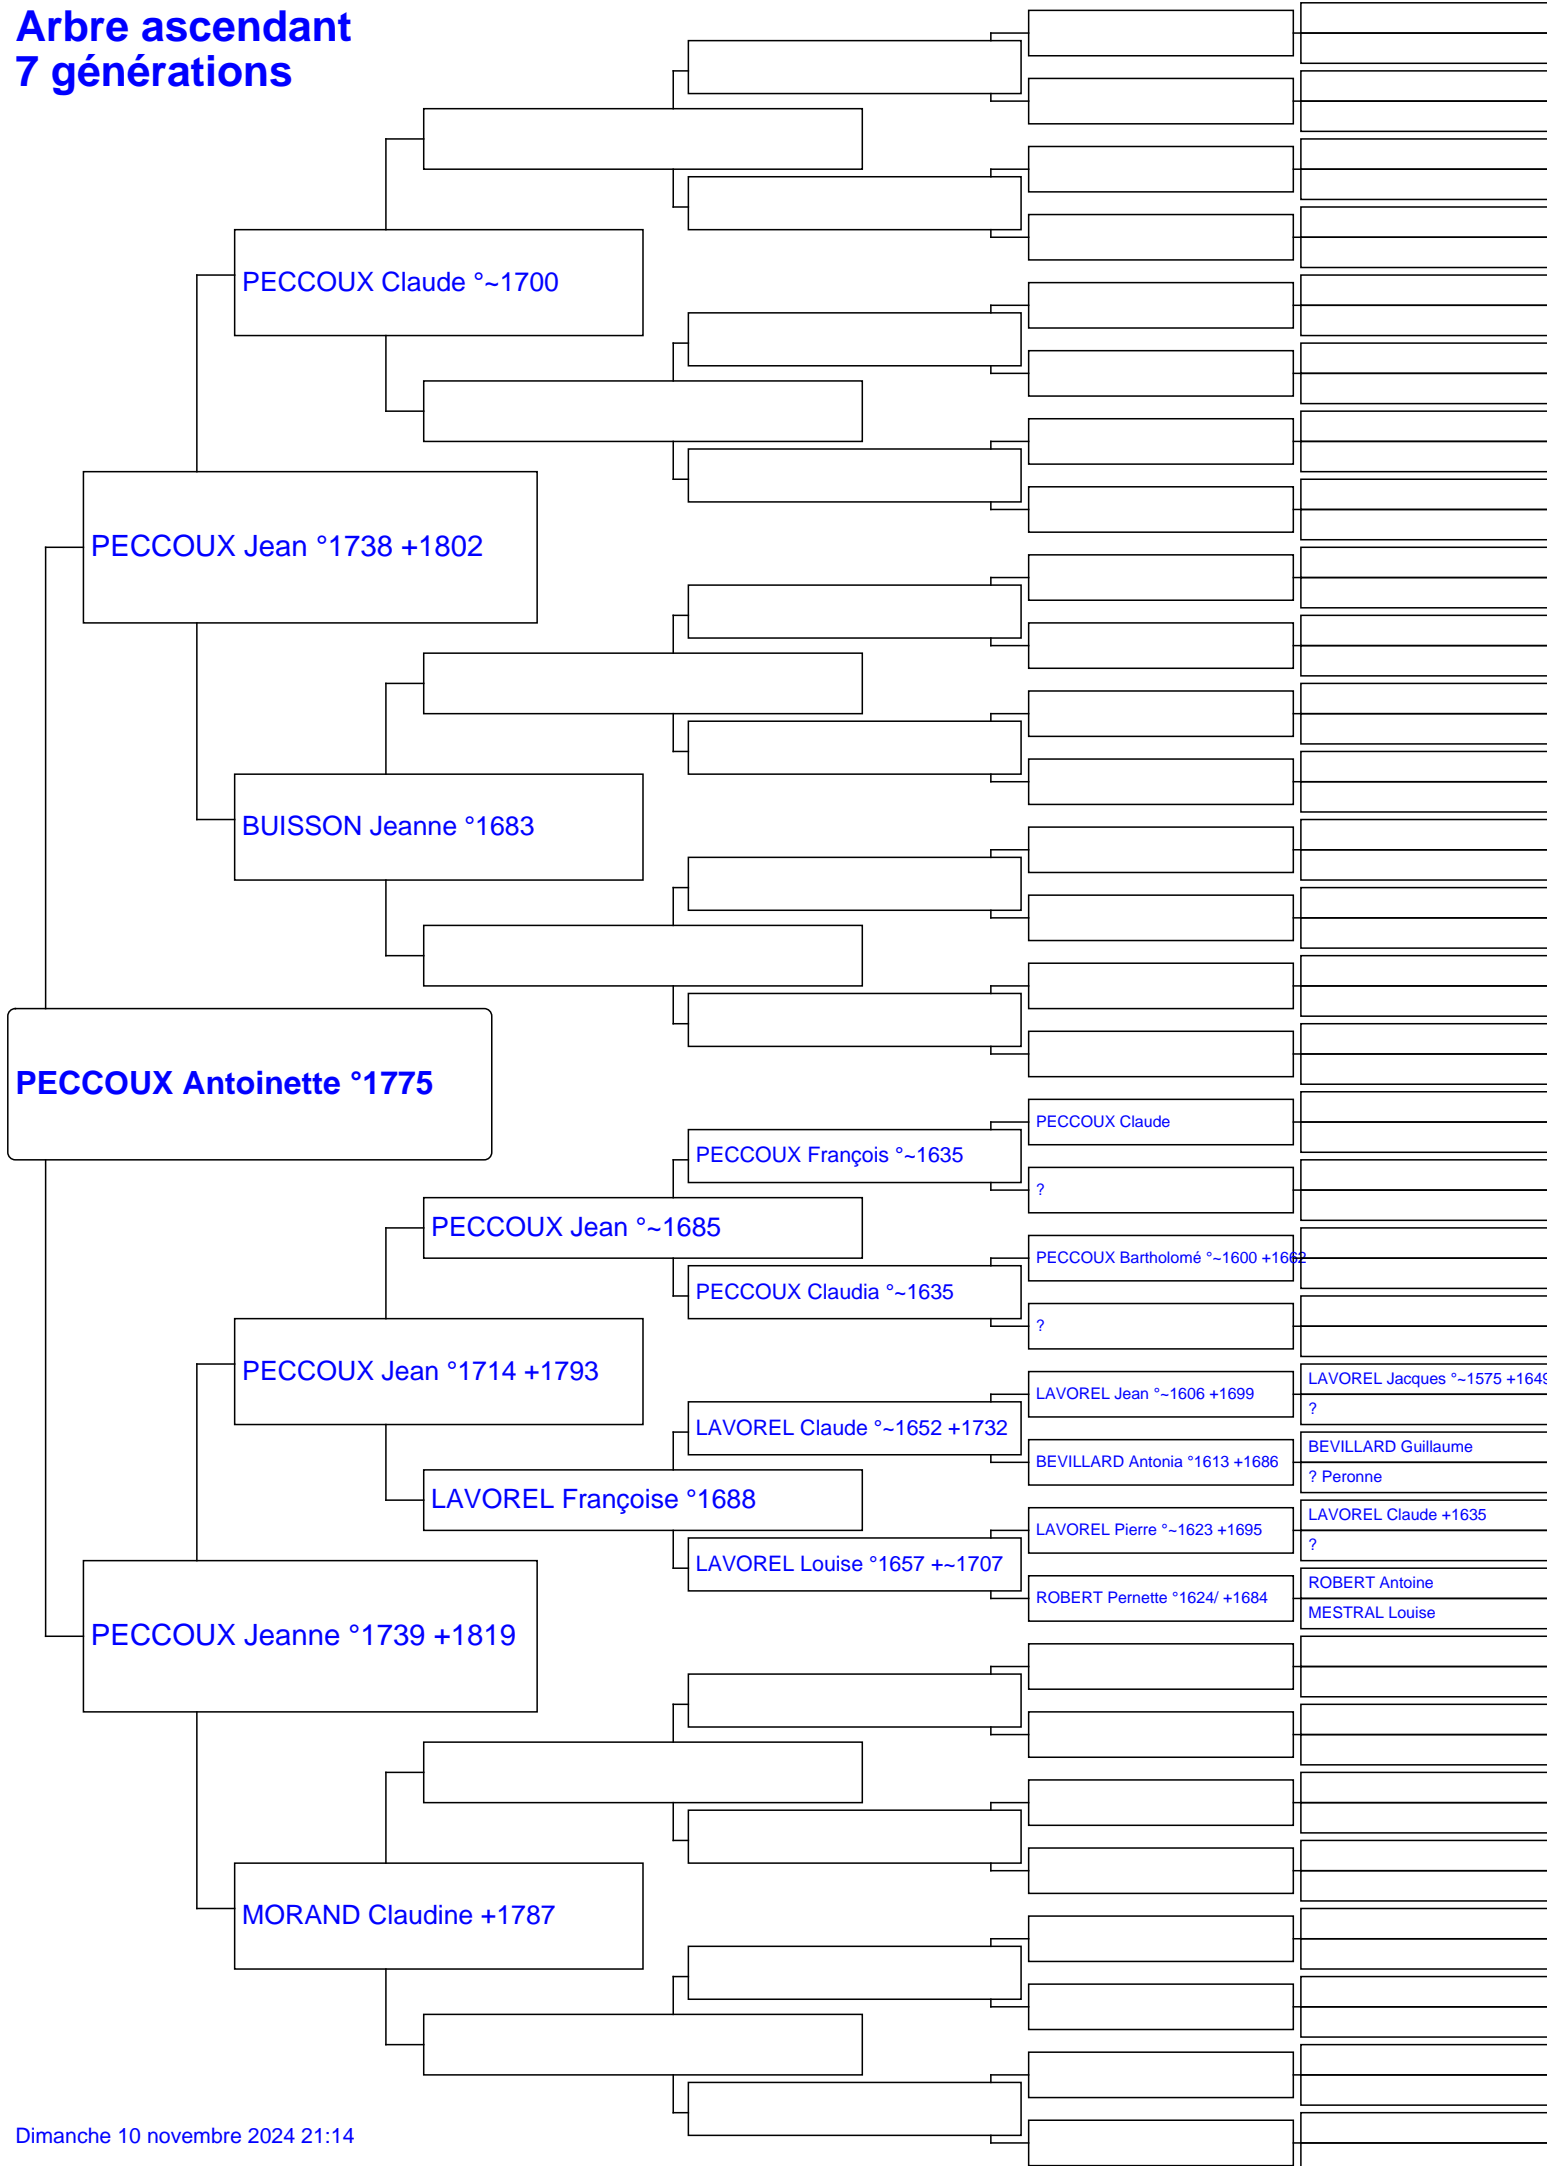 Arbre ascendant
7 générations
PECCOUX Claude °~1700
PECCOUX Jean °1738 +1802
BUISSON Jeanne °1683
PECCOUX Antoinette °1775
PECCOUX Claude
PECCOUX François °~1635
?
PECCOUX Jean °~1685
PECCOUX Bartholomé °~1600 +1662
PECCOUX Claudia °~1635
?
PECCOUX Jean °1714 +1793
LAVOREL Jacques °~1575 +1649
LAVOREL Jean °~1606 +1699
?
LAVOREL Claude °~1652 +1732
BEVILLARD Guillaume
BEVILLARD Antonia °1613 +1686
? Peronne
LAVOREL Françoise °1688
LAVOREL Claude +1635
LAVOREL Pierre °~1623 +1695
?
LAVOREL Louise °1657 +~1707
ROBERT Antoine
ROBERT Pernette °1624/ +1684
MESTRAL Louise
PECCOUX Jeanne °1739 +1819
MORAND Claudine +1787
Dimanche 10 novembre 2024 21:14